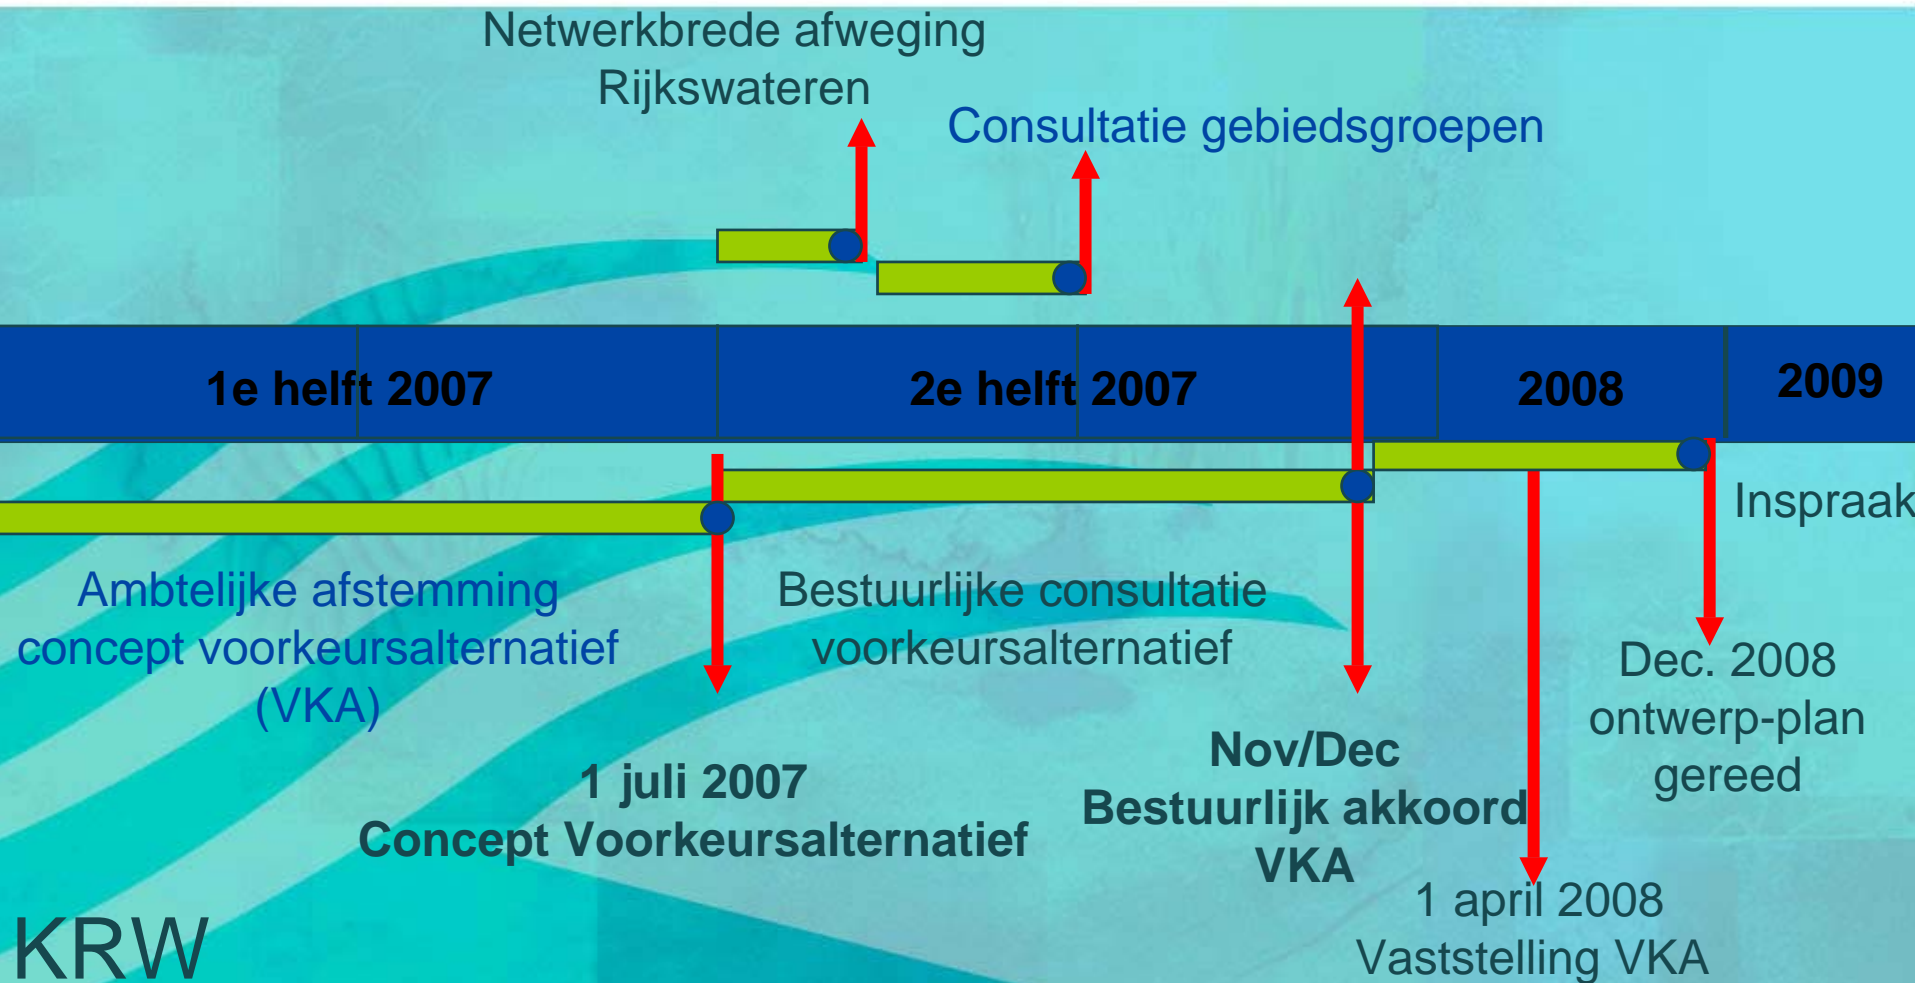 Netwerkbrede afweging
Rijkswateren
Consultatie gebiedsgroepen
1e helft 2007
2e helft 2007
2008
2009
Inspraak
Ambtelijke afstemming
concept voorkeursalternatief
(VKA)
Bestuurlijke consultatie
voorkeursalternatief
Dec. 2008
ontwerp-plan
gereed
1 juli 2007
Concept Voorkeursalternatief
Nov/Dec
Bestuurlijk akkoord
VKA
1 april 2008
Vaststelling VKA
KRW